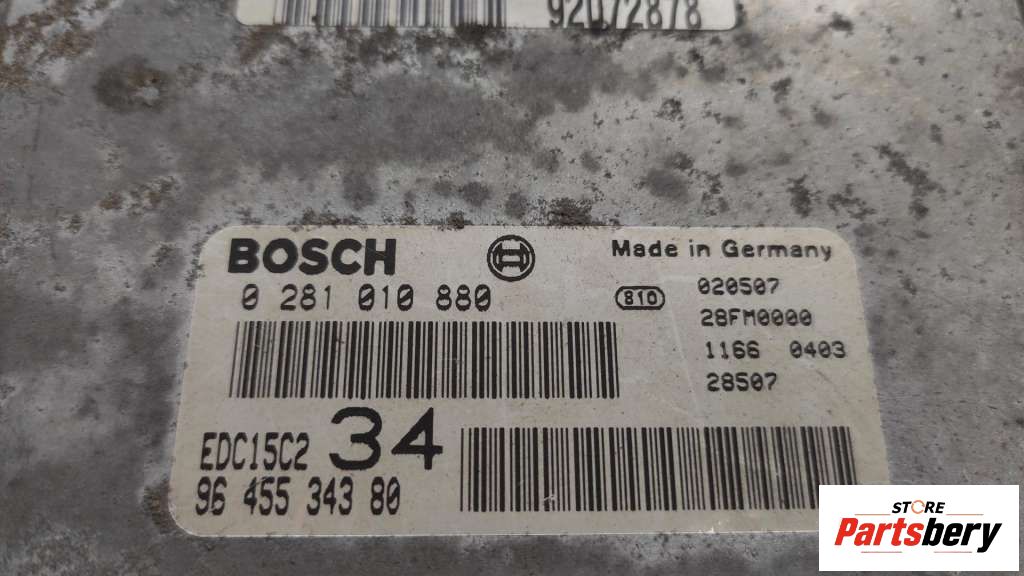 92072878
BOSCH
Made in Germany
0 281 010 880
810
020507
28FM0000
1166 0403
28507
EDC15C2
34
96 455 343 80
STORE
Partsbery